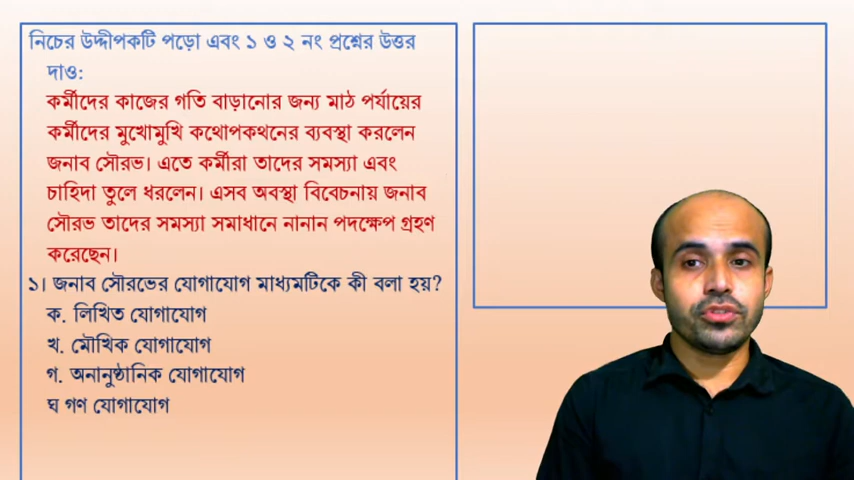 নিচের উদ্দীপকটি পড়ো এবং ১ ও ২ নং প্রশ্নের উত্তর
দাও:
কর্মীদের কাজের গতি বাড়ানোর জন্য মাঠ পর্যায়ের
কর্মীদের মুখোমুখি কথোপকথনের ব্যবস্থা করলেন
জনাব সৌরভ। এতে কর্মীরা তাদের সমস্যা এবং
চাহিদা তুলে ধরলেন। এসব অবস্থা বিবেচনায় জনাব
সৌরভ তাদের সমস্যা সমাধানে নানান পদক্ষেপ গ্রহণ
করেছেন।
১। জনাব সৌরভের যোগাযোগ মাধ্যমটিকে কী বলা হয়?
ক. লিখিত যোগাযোগ
খ. মৌখিক যোগাযোগ
গ. অনানুষ্ঠানিক যোগাযোগ
ঘ গণ যোগাযোগ